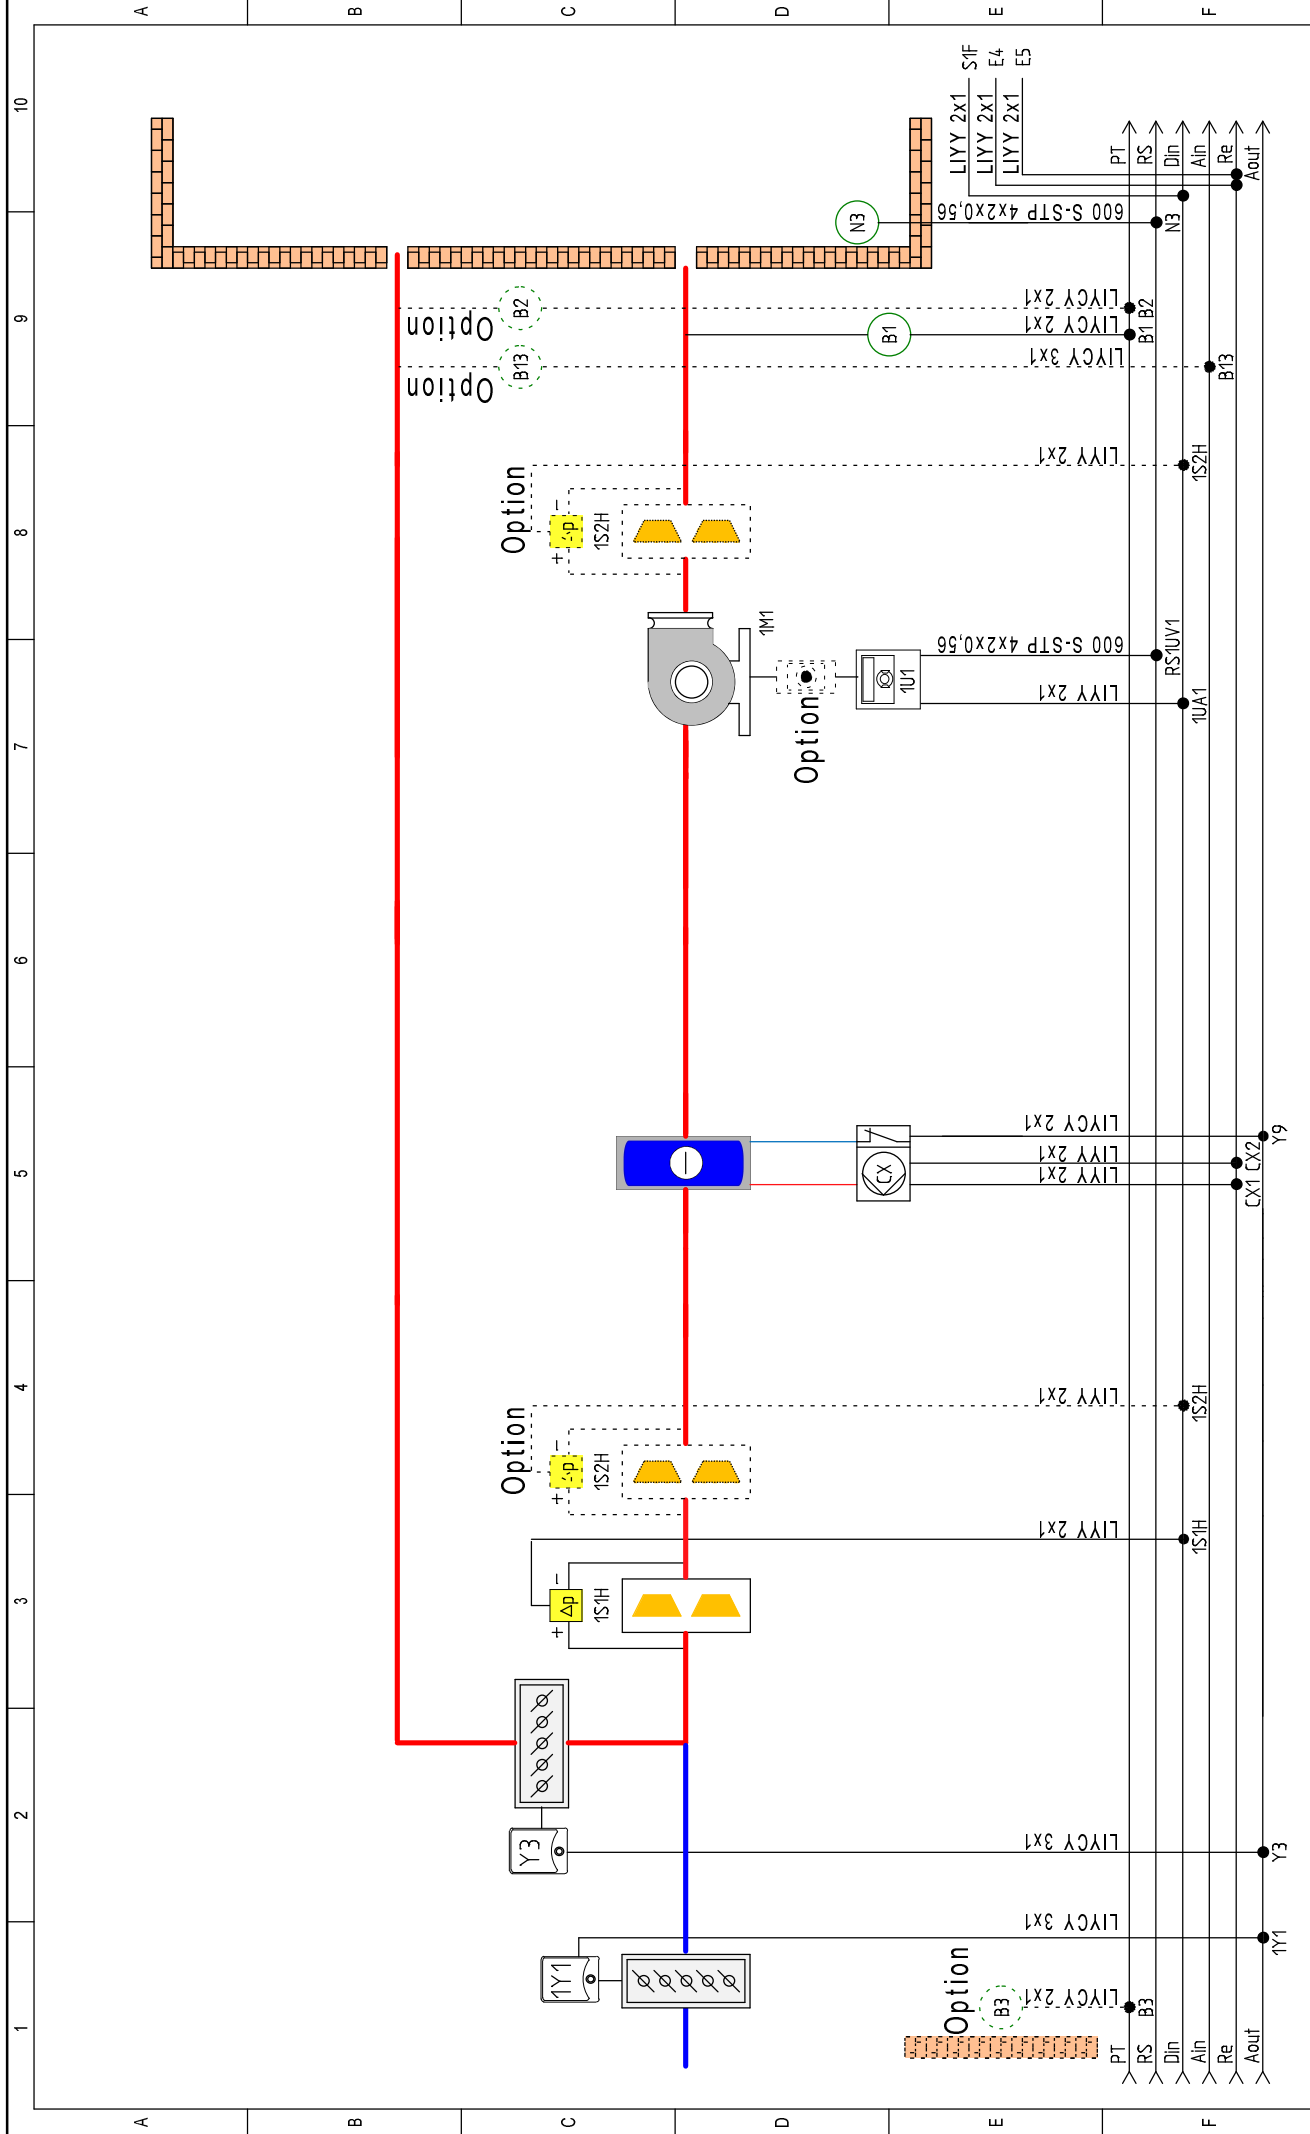 A
B
C
D
E
F
10
9
8
7
6
5
4
3
2
1
S1F
E4
E5
LIYY 2x1
LIYY 2x1
LIYY 2x1
PT
RS
Din
Ain
Re
Aout
N3
600 S-STP 4x2x0,56
N3
Option
B2
LIYCY 2x1
B2
B1
LIYCY 2x1
B1
Option
B13
LIYCY 3x1
B13
Option
LIYY 2x1
1S2H
+
-
1S2H
1M1
Option
1U1
600 S-STP 4x2x0,56
RS1UV1
LIYY 2x1
1UA1
CX
LIYCY 2x1
Y9
LIYY 2x1
CX2
LIYY 2x1
CX1
Option
LIYY 2x1
1S2H
+
-
1S2H
LIYY 2x1
1S1H
+
Δp
-
1S1H
Y3
LIYCY 3x1
Y3
1Y1
LIYCY 3x1
1Y1
Option
B3
LIYCY 2x1
B3
PT
RS
Din
Ain
Re
Aout
A
B
C
D
E
F